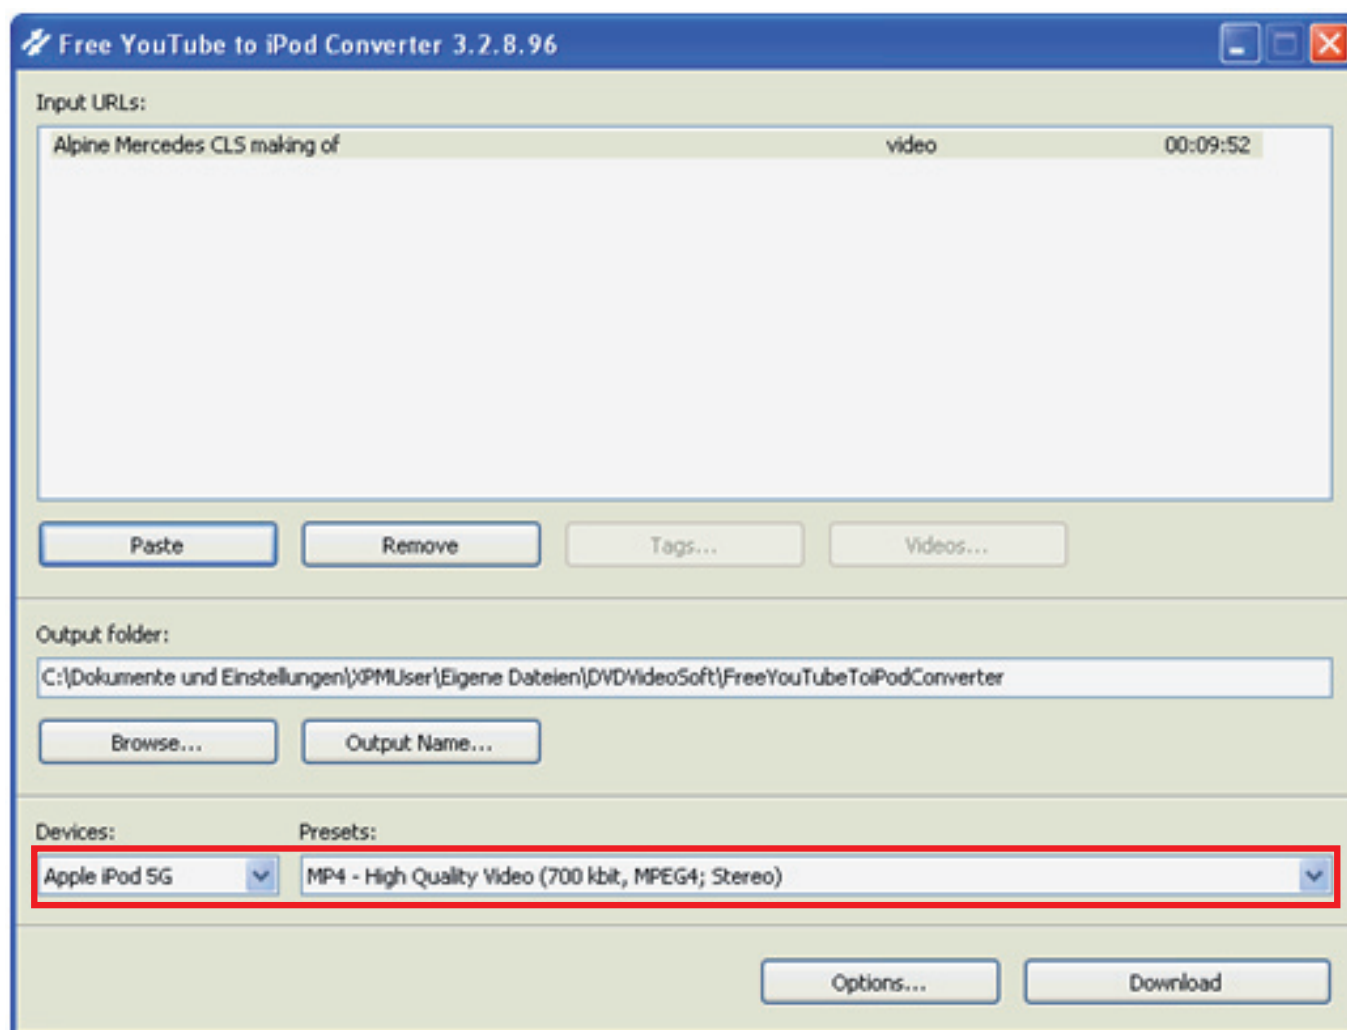 Free YouTube to iPod Converter 3.2.8.96
Input URLs:
Alpine Mercedes CLS making of video 00:09:52
Paste Remove Tags... Videos...
Output folder:
C:\Dokumente und Einstellungen\XPMUser\Eigene Dateien\DVDVideoSoft\FreeYouTubeToiPodConverter
Browse... Output Name...
Devices: Presets:
Apple iPod 5G MP4 - High Quality Video (700 kbit, MPEG4; Stereo)
Options... Download